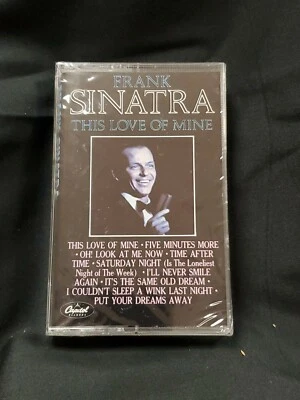 FRANK
SINATRA
THIS LOVE OF MINE
THIS LOVE OF MINE • FIVE MINUTES MORE
• OH! LOOK AT ME NOW • TIME AFTER
TIME • SATURDAY NIGHT (Is The Loneliest
Night of The Week) • I'LL NEVER SMILE
AGAIN • IT'S THE SAME OLD DREAM •
I COULDN'T SLEEP A WINK LAST NIGHT •
PUT YOUR DREAMS AWAY
Capitol